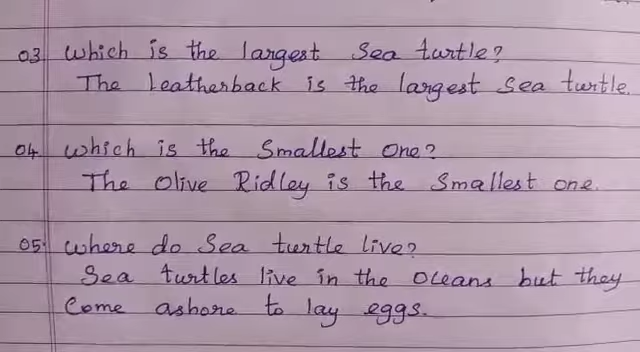 03 Which is the largest Sea turtle?
The Leatherback is the largest Sea turtle.
04 Which is the Smallest One?
The Olive Ridley is the Smallest one.
05 Where do Sea turtle live?
Sea turtles live in the Oceans but they
Come ashore to lay eggs.